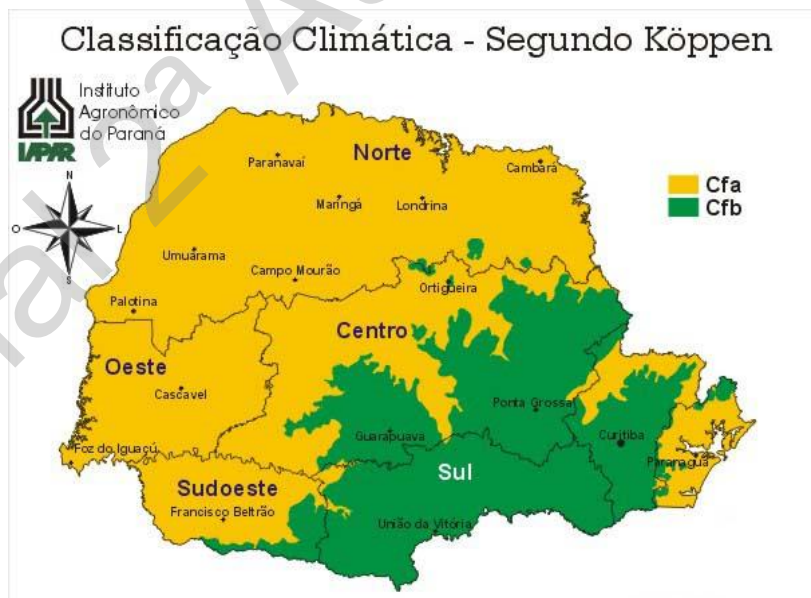 Classificação Climática - Segundo Köppen
Instituto
Agronômico
do Paraná
IAPAR
N
O
L
S
Norte
Paranavaí
Cambará
Maringá
Londrina
Cfa
Cfb
Umuarama
Campo Mourão
Ortigueira
Palotina
Centro
Oeste
Cascavel
Ponta Grossa
Guarapuava
Curitiba
Foz do Iguaçú
Paranaguá
Sul
Sudoeste
Francisco Beltrão
União da Vitória
2ª